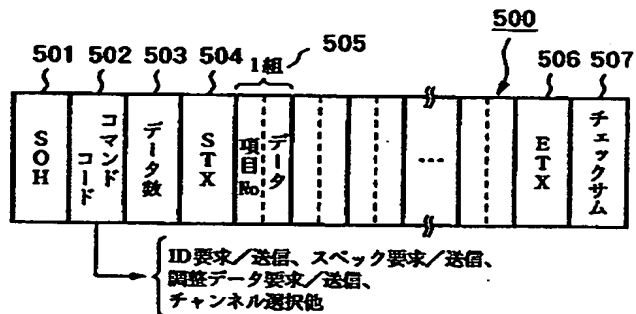 500
501 502 503 504 1組 505 506 507
SOH
コマンドコード
データ数
STX
項目No
データ
...
ETX
チェックサム
ID要求/送信、スペック要求/送信、
調整データ要求/送信、
チャンネル選択他